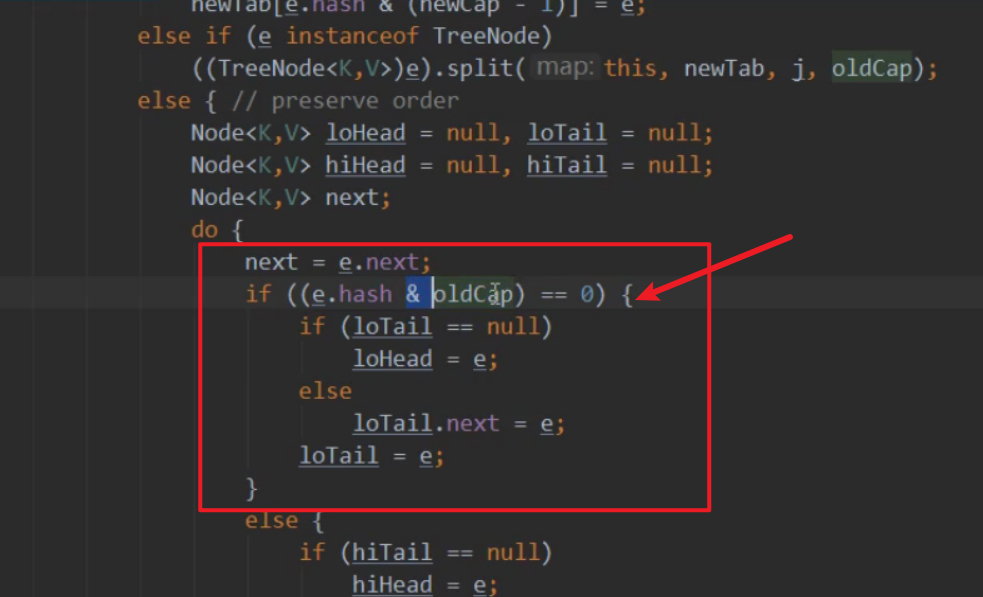 newTab[e.hash & (newCap - 1)] = e;
else if (e instanceof TreeNode)
((TreeNode<K,V>)e).split( map: this, newTab, j, oldCap);
else { // preserve order
Node<K,V> loHead = null, loTail = null;
Node<K,V> hiHead = null, hiTail = null;
Node<K,V> next;
do {
next = e.next;
if ((e.hash & oldCap) == 0) {
if (loTail == null)
loHead = e;
else
loTail.next = e;
loTail = e;
}
else {
if (hiTail == null)
hiHead = e;